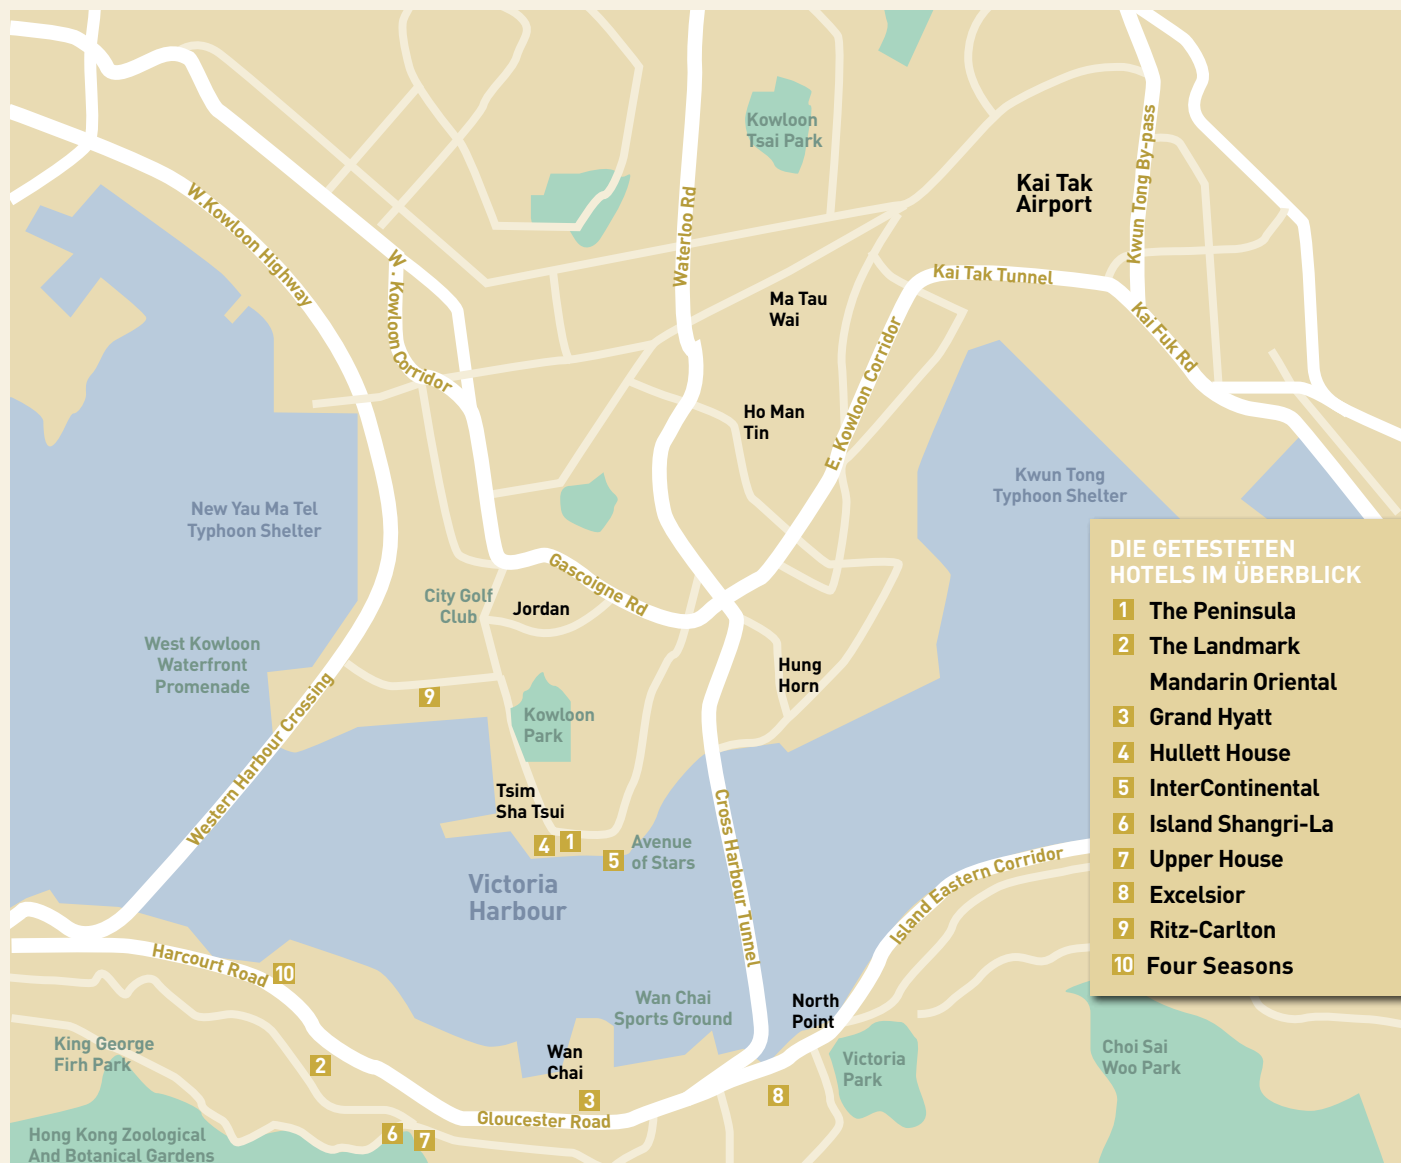 Kowloon
Tsai Park
Kai Tak
Airport
Kwun Tong By-pass
W.Kowloon Highway
Waterloo Rd
W. Kowloon Corridor
Kai Tak Tunnel
Ma Tau
Wai
Kai Fuk Rd
E. Kowloon Corridor
Ho Man
Tin
Kwun Tong
Typhoon Shelter
New Yau Ma Tel
Typhoon Shelter
Gascoigne Rd
City Golf
Club
Jordan
West Kowloon
Waterfront
Promenade
Hung
Horn
9
Kowloon
Park
Western Harbour Crossing
Tsim
Sha Tsui
4
1
5
Avenue
of Stars
Cross Harbour Tunnel
Victoria
Harbour
Island Eastern Corridor
Harcourt Road
10
Wan Chai
Sports Ground
North
Point
King George
Firh Park
2
Wan
Chai
Victoria
Park
Choi Sai
Woo Park
3
8
Gloucester Road
6
7
Hong Kong Zoological
And Botanical Gardens
DIE GETESTETEN
HOTELS IM ÜBERBLICK
1 The Peninsula
2 The Landmark
Mandarin Oriental
3 Grand Hyatt
4 Hullett House
5 InterContinental
6 Island Shangri-La
7 Upper House
8 Excelsior
9 Ritz-Carlton
10 Four Seasons